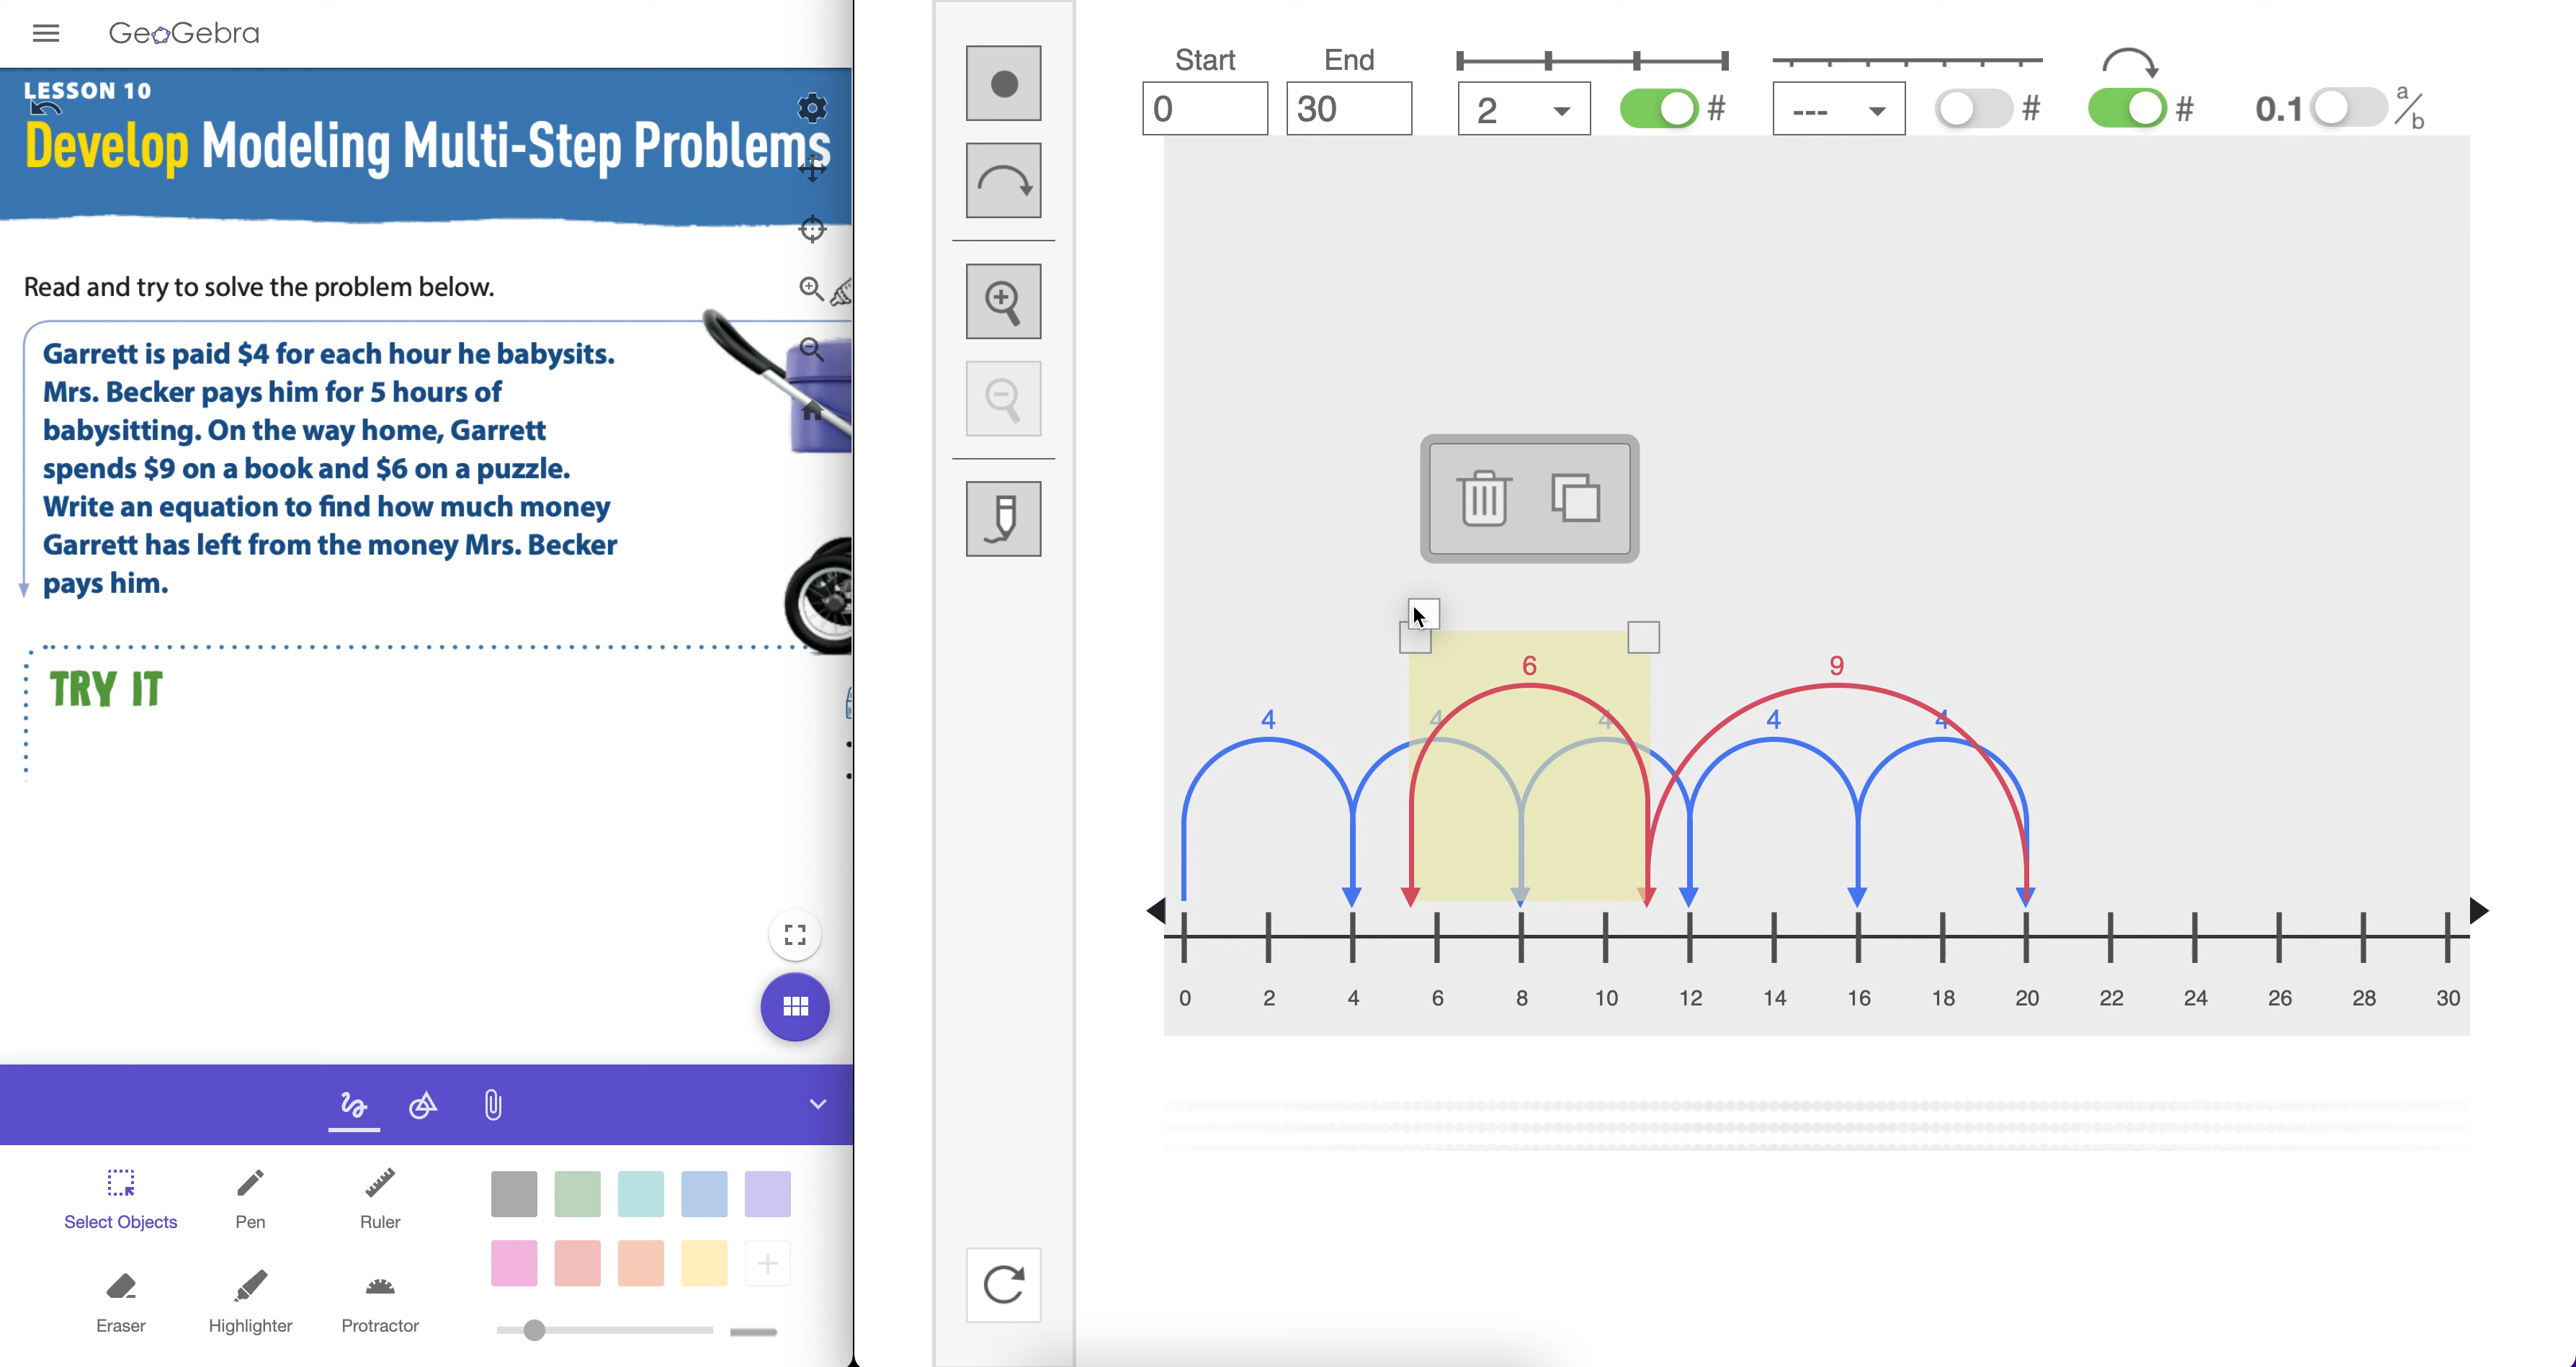 GeoGebra
LESSON 10
Develop Modeling Multi-Step Problems
Read and try to solve the problem below.
Garrett is paid $4 for each hour he babysits.
Mrs. Becker pays him for 5 hours of
babysitting. On the way home, Garrett
spends $9 on a book and $6 on a puzzle.
Write an equation to find how much money
Garrett has left from the money Mrs. Becker
pays him.
TRY IT
Select Objects
Pen
Ruler
Eraser
Highlighter
Protractor
Start
End
0
30
2
#
---
#
#
0.1
a/b
6
9
4
4
4
4
4
0 2 4 6 8 10 12 14 16 18 20 22 24 26 28 30